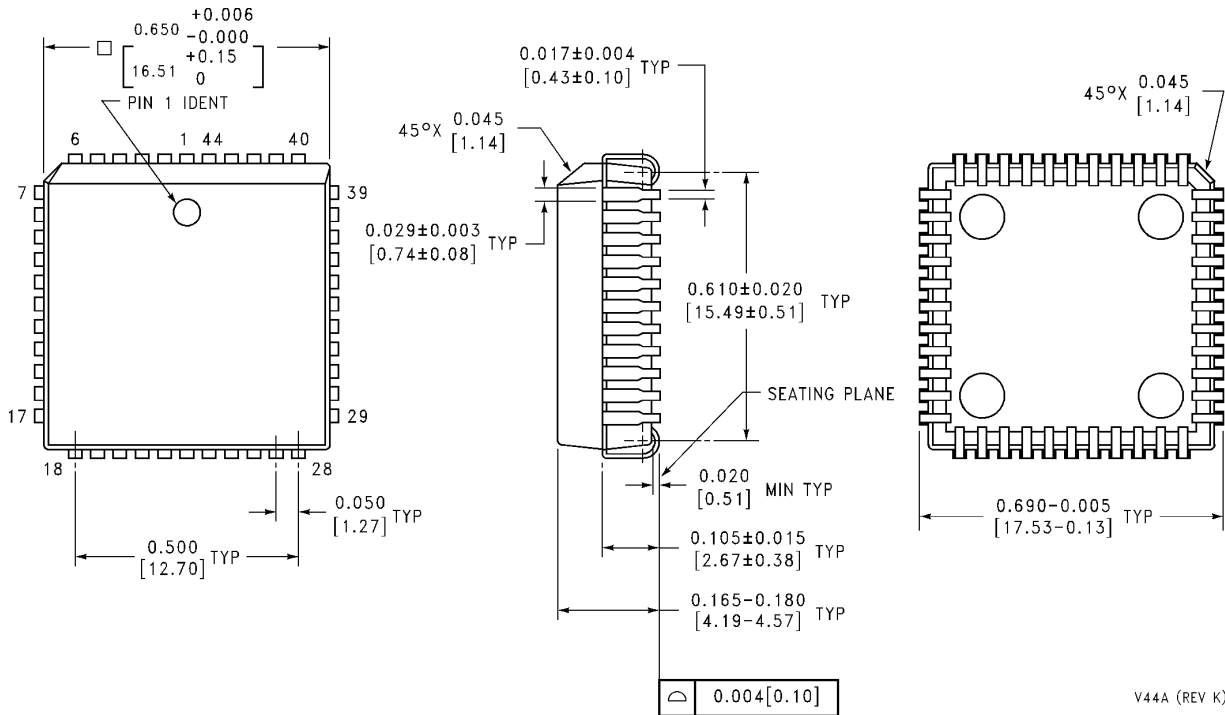 0.650 +0.006
-0.000
[16.51 +0.15
0]
PIN 1 IDENT
6 1 44 40
7 39
17 29
18 28
0.050
[1.27] TYP
0.500
[12.70] TYP
0.017±0.004
[0.43±0.10] TYP
45°X 0.045
[1.14]
0.029±0.003
[0.74±0.08] TYP
0.610±0.020
[15.49±0.51] TYP
SEATING PLANE
0.020
[0.51] MIN TYP
0.105±0.015
[2.67±0.38] TYP
0.165-0.180
[4.19-4.57] TYP
0.004[0.10]
45°X 0.045
[1.14]
0.690-0.005
[17.53-0.13] TYP
V44A (REV K)